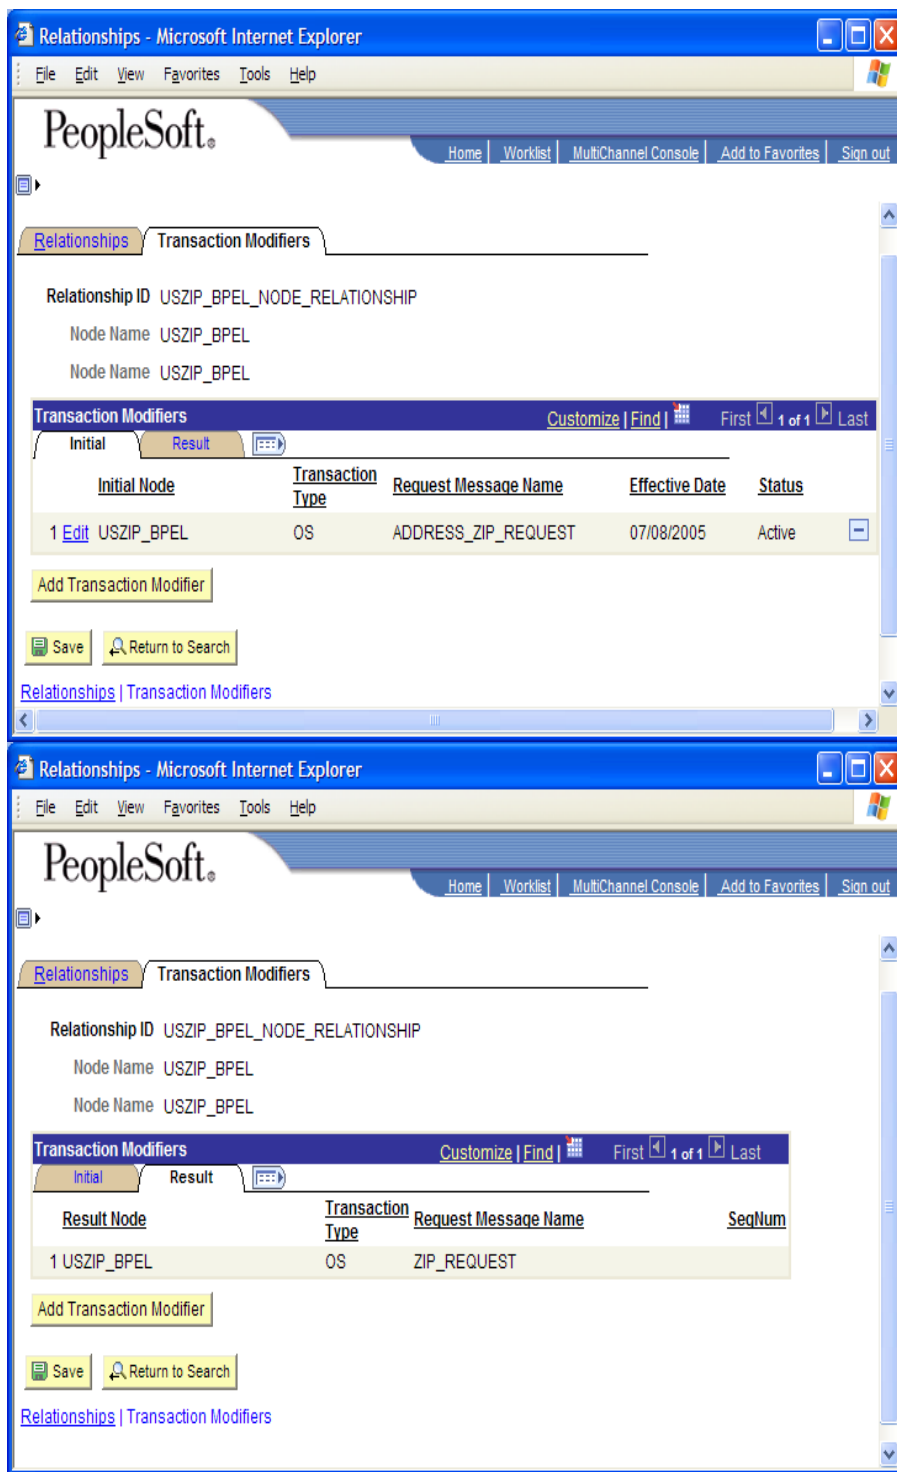 Relationships - Microsoft Internet Explorer
File Edit View Favorites Tools Help
PeopleSoft®
Home | Worklist | MultiChannel Console | Add to Favorites | Sign out
Relationships Transaction Modifiers
Relationship ID USZIP_BPEL_NODE_RELATIONSHIP
Node Name USZIP_BPEL
Node Name USZIP_BPEL
Transaction Modifiers Customize | Find | First 1 of 1 Last
Initial Result
Initial Node Transaction Type Request Message Name Effective Date Status
1 Edit USZIP_BPEL OS ADDRESS_ZIP_REQUEST 07/08/2005 Active
Add Transaction Modifier
Save Return to Search
Relationships | Transaction Modifiers
Relationships - Microsoft Internet Explorer
File Edit View Favorites Tools Help
PeopleSoft®
Home | Worklist | MultiChannel Console | Add to Favorites | Sign out
Relationships Transaction Modifiers
Relationship ID USZIP_BPEL_NODE_RELATIONSHIP
Node Name USZIP_BPEL
Node Name USZIP_BPEL
Transaction Modifiers Customize | Find | First 1 of 1 Last
Initial Result
Result Node Transaction Type Request Message Name SeqNum
1 USZIP_BPEL OS ZIP_REQUEST
Add Transaction Modifier
Save Return to Search
Relationships | Transaction Modifiers